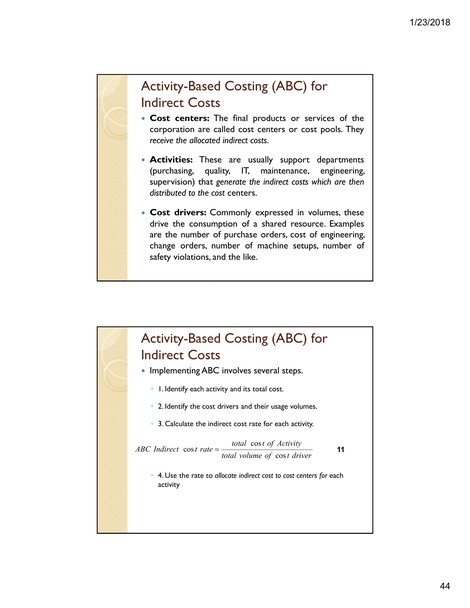 1/23/2018
Activity-Based Costing (ABC) for
Indirect Costs
• Cost centers: The final products or services of the
corporation are called cost centers or cost pools. They
receive the allocated indirect costs.
• Activities: These are usually support departments
(purchasing, quality, IT, maintenance, engineering,
supervision) that generate the indirect costs which are then
distributed to the cost centers.
• Cost drivers: Commonly expressed in volumes, these
drive the consumption of a shared resource. Examples
are the number of purchase orders, cost of engineering,
change orders, number of machine setups, number of
safety violations, and the like.
Activity-Based Costing (ABC) for
Indirect Costs
• Implementing ABC involves several steps.
◦ 1. Identify each activity and its total cost.
◦ 2. Identify the cost drivers and their usage volumes.
◦ 3. Calculate the indirect cost rate for each activity.
ABC Indirect cost rate = total cost of Activity / total volume of cost driver 11
◦ 4. Use the rate to allocate indirect cost to cost centers for each
activity
44